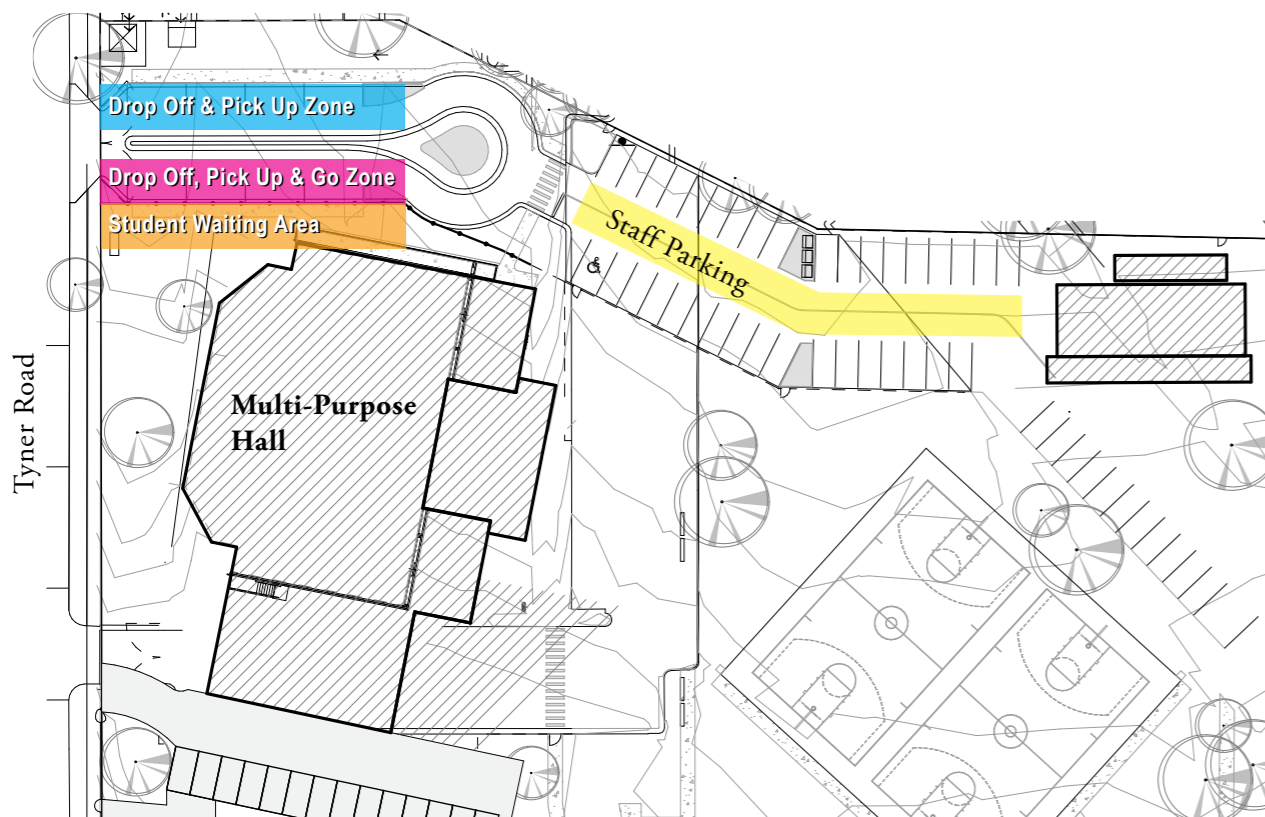 Drop Off & Pick Up Zone
Drop Off, Pick Up & Go Zone
Student Waiting Area
Staff Parking
Multi-Purpose
Hall
Tyner Road